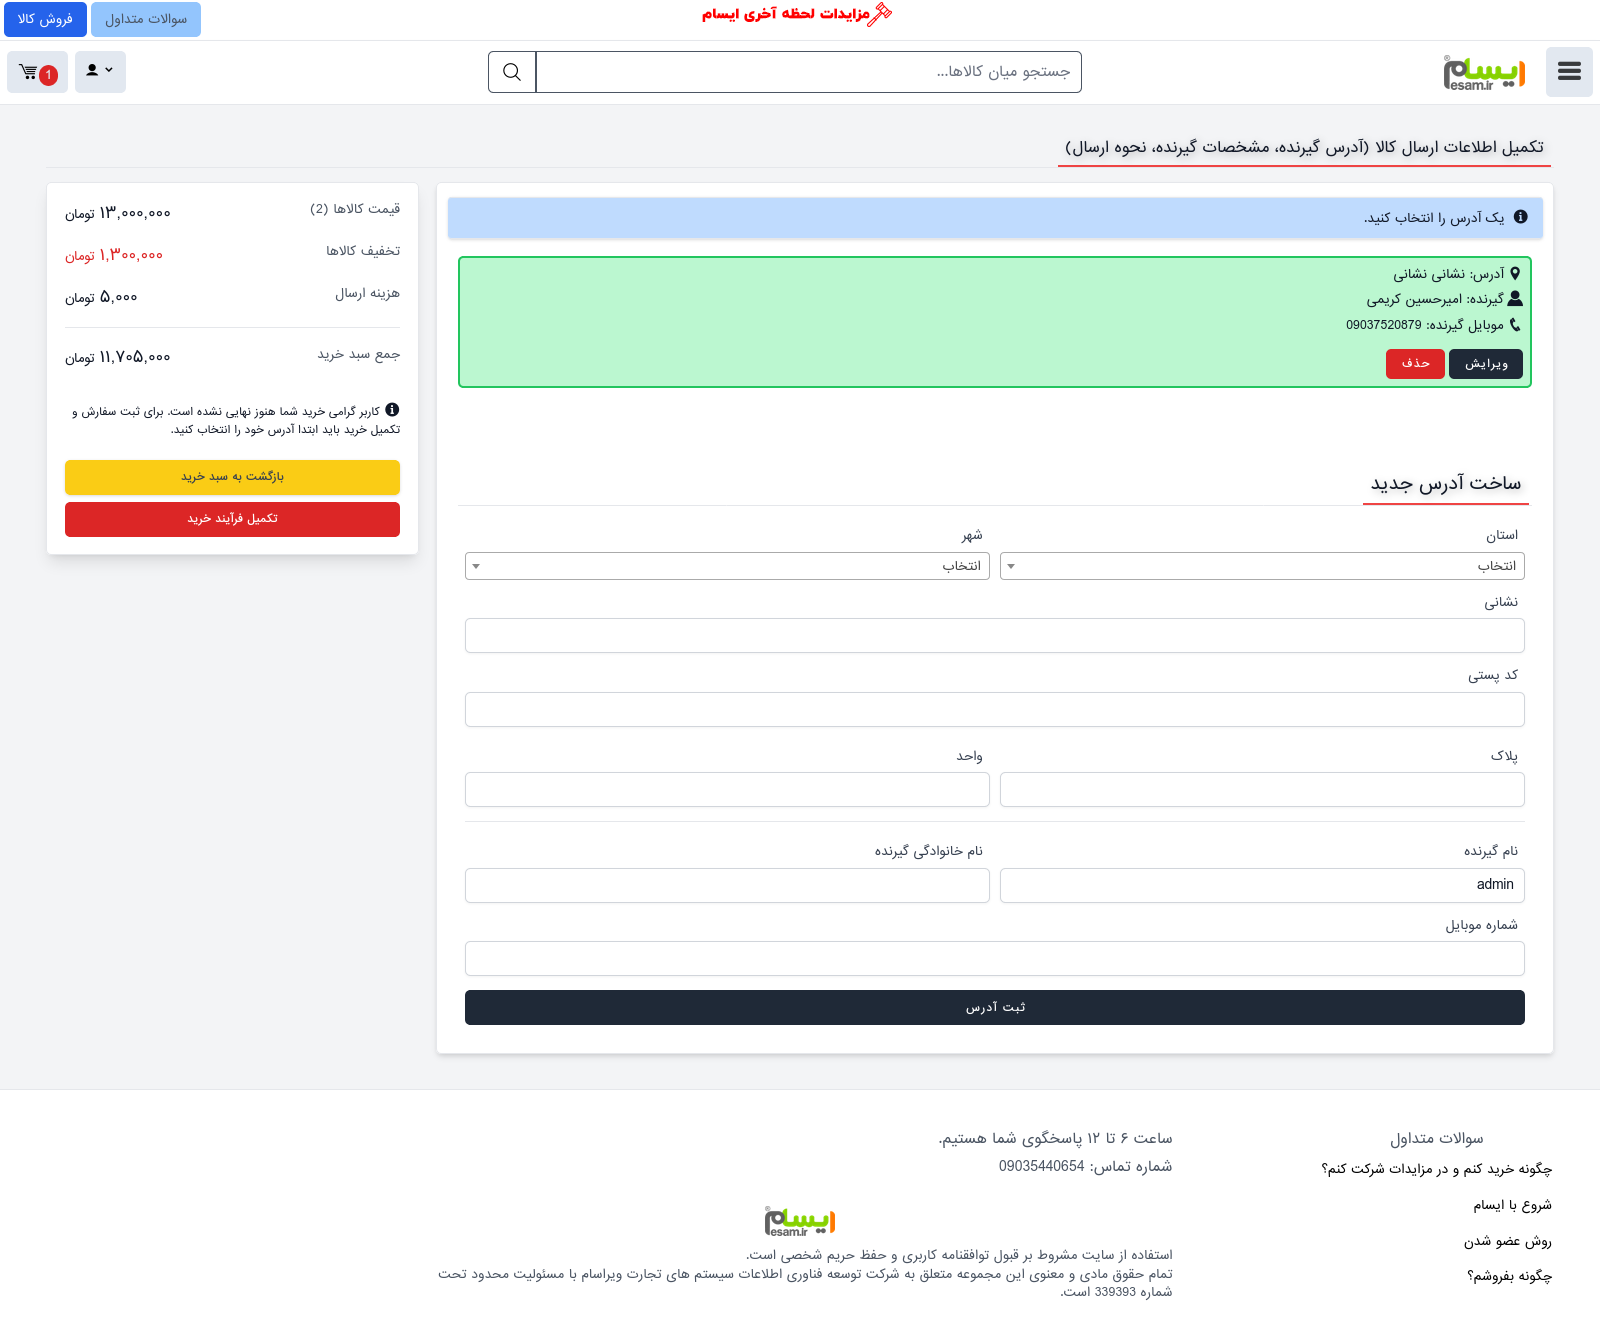 مزایدات لحظه آخری ایسام
سوالات متداول
فروش کالا
ایسام
esam.ir
جستجو میان کالاها...
1
تکمیل اطلاعات ارسال کالا (آدرس گیرنده، مشخصات گیرنده، نحوه ارسال)
یک آدرس را انتخاب کنید.
آدرس: نشانی نشانی
گیرنده: امیرحسین کریمی
موبایل گیرنده: 09037520879
ویرایش
حذف
ساخت آدرس جدید
استان
شهر
انتخاب
انتخاب
نشانی
کد پستی
پلاک
واحد
نام گیرنده
نام خانوادگی گیرنده
admin
شماره موبایل
ثبت آدرس
قیمت کالاها (2)
۱۳,۰۰۰,۰۰۰ تومان
تخفیف کالاها
۱,۳۰۰,۰۰۰ تومان
هزینه ارسال
۵,۰۰۰ تومان
جمع سبد خرید
۱۱,۷۰۵,۰۰۰ تومان
کاربر گرامی خرید شما هنوز نهایی نشده است. برای ثبت سفارش و
تکمیل خرید باید ابتدا آدرس خود را انتخاب کنید.
بازگشت به سبد خرید
تکمیل فرآیند خرید
سوالات متداول
چگونه خرید کنم و در مزایدات شرکت کنم؟
شروع با ایسام
روش عضو شدن
چگونه بفروشم؟
ساعت ۶ تا ۱۲ پاسخگوی شما هستیم.
شماره تماس: 09035440654
ایسام
esam.ir
استفاده از سایت مشروط بر قبول توافقنامه کاربری و حفظ حریم شخصی است.
تمام حقوق مادی و معنوی این مجموعه متعلق به شرکت توسعه فناوری اطلاعات سیستم های تجارت ویراسام با مسئولیت محدود تحت
شماره 339393 است.